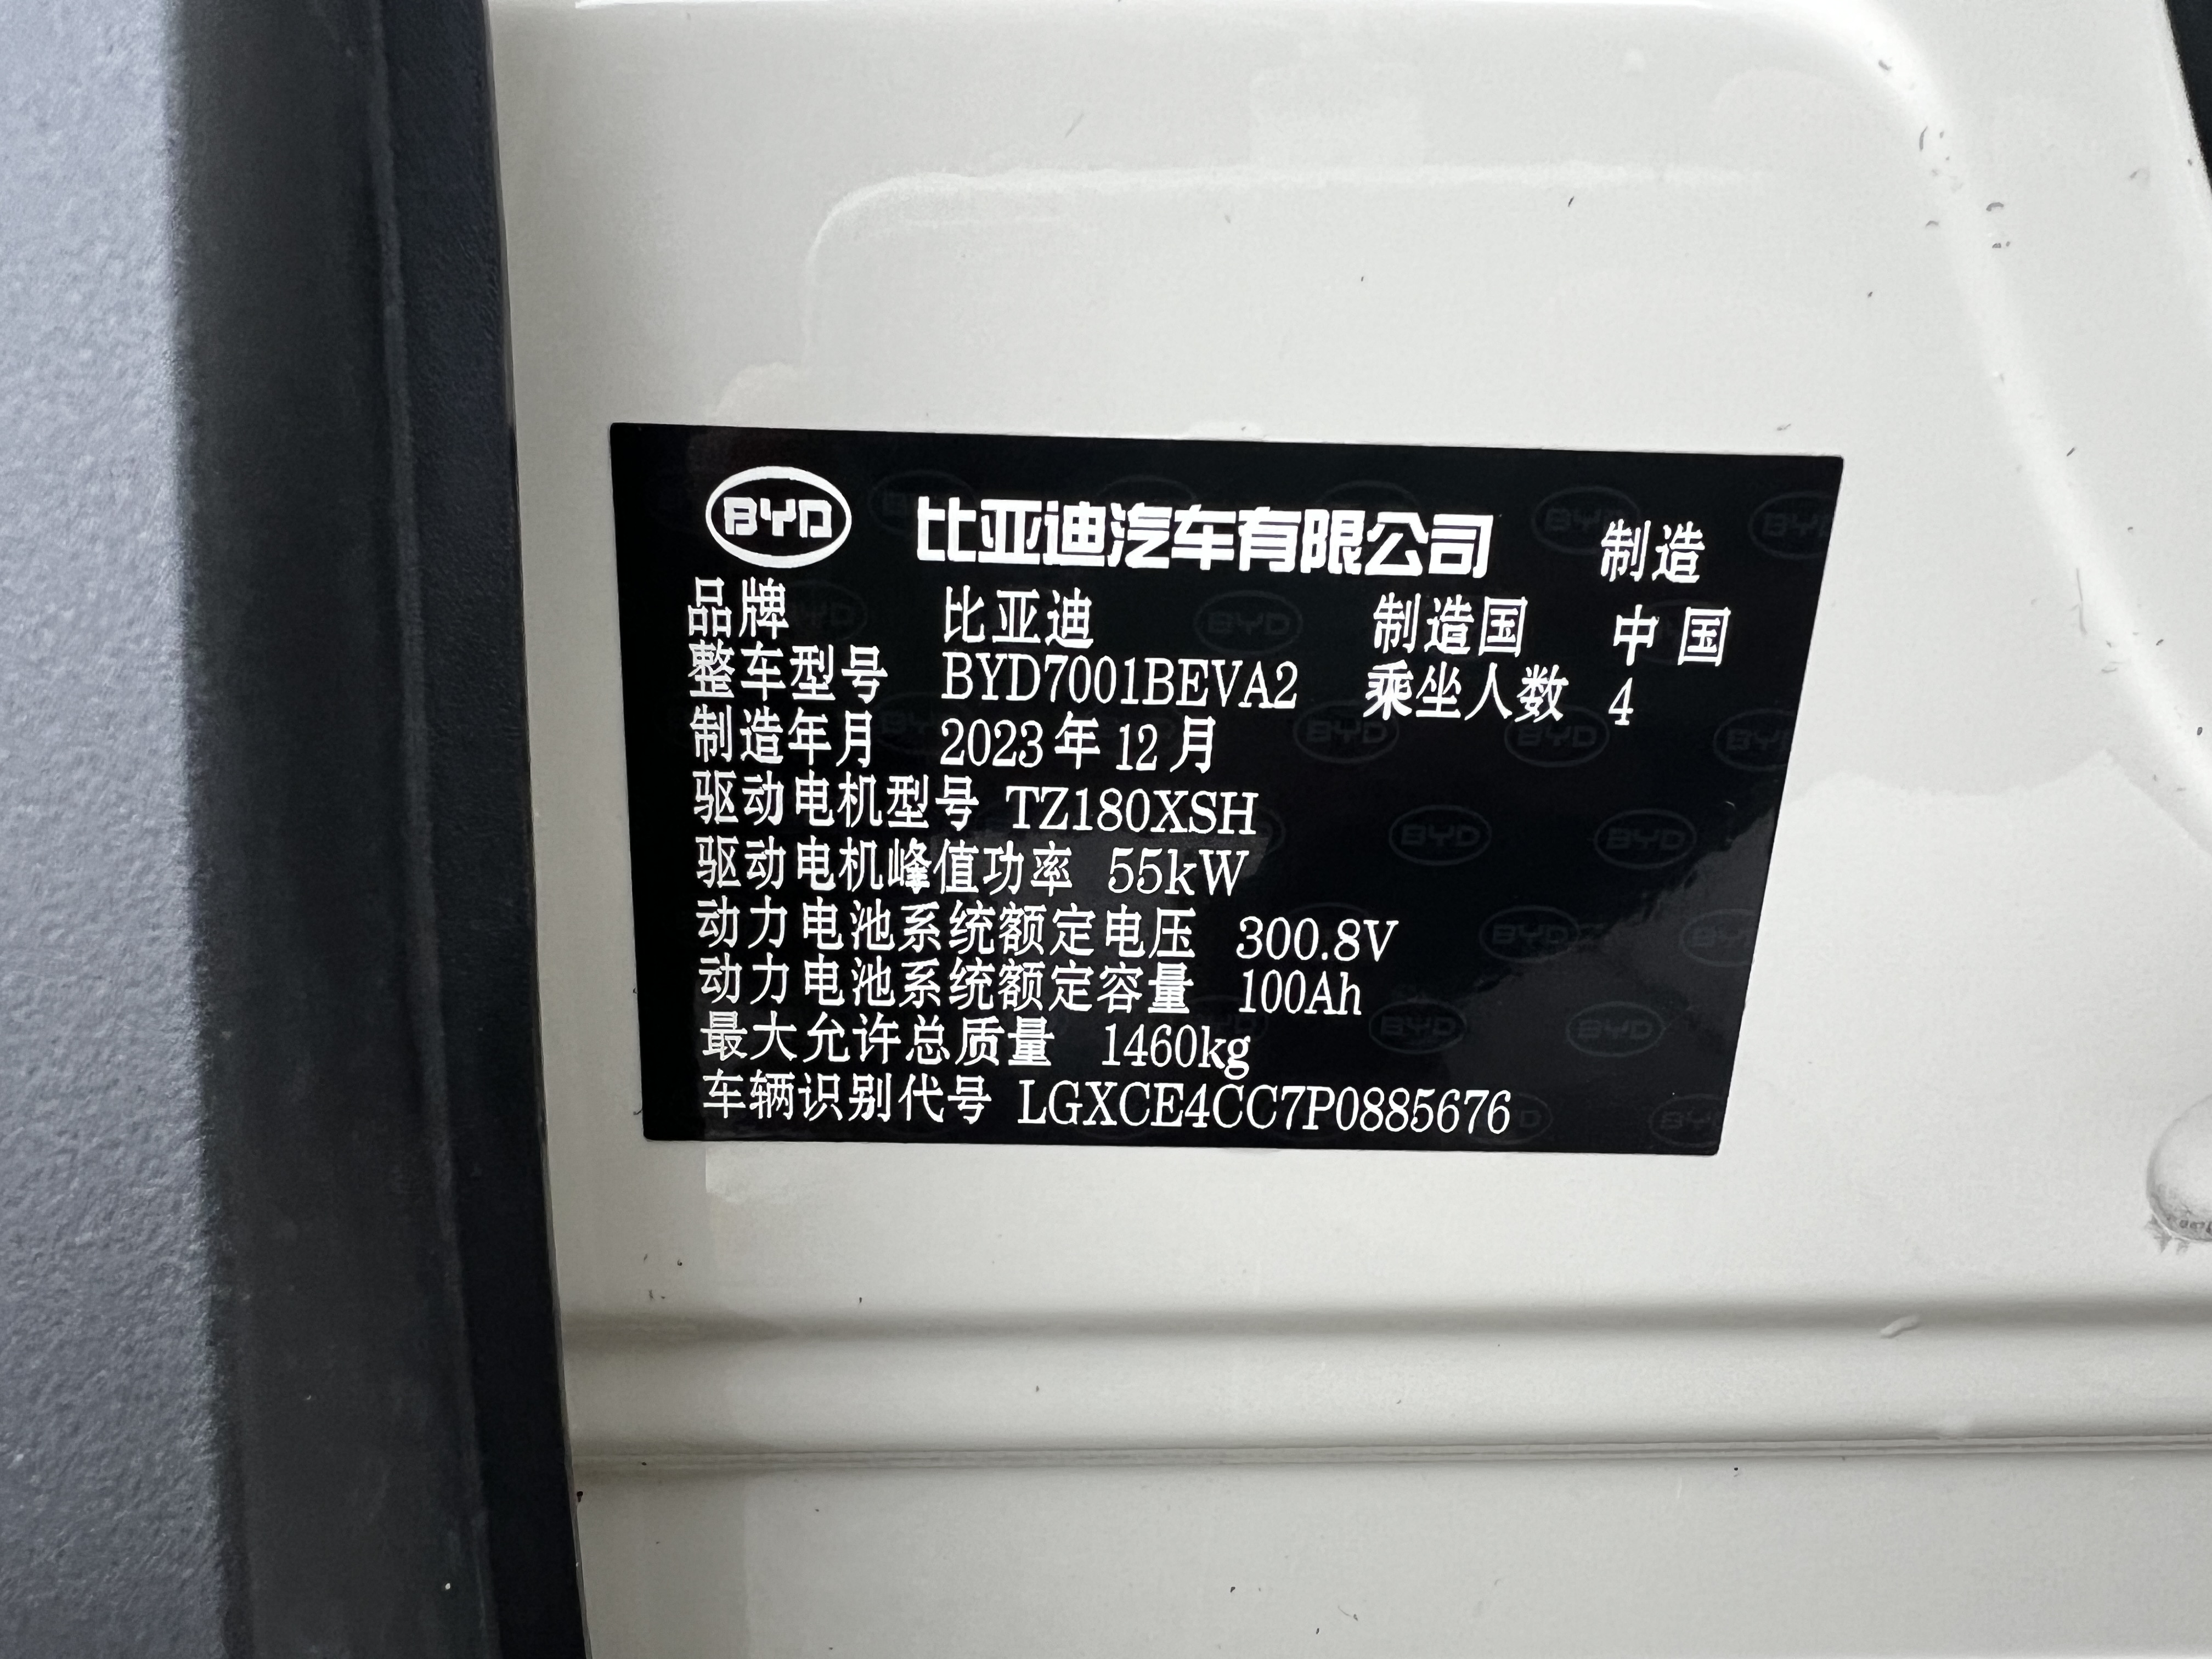 BYD 比亚迪汽车有限公司 制造
品牌 比亚迪 制造国 中国
整车型号 BYD7001BEVA2 乘坐人数 4
制造年月 2023年12月
驱动电机型号 TZ180XSH
驱动电机峰值功率 55kW
动力电池系统额定电压 300.8V
动力电池系统额定容量 100Ah
最大允许总质量 1460kg
车辆识别代号 LGXCE4CC7P0885676